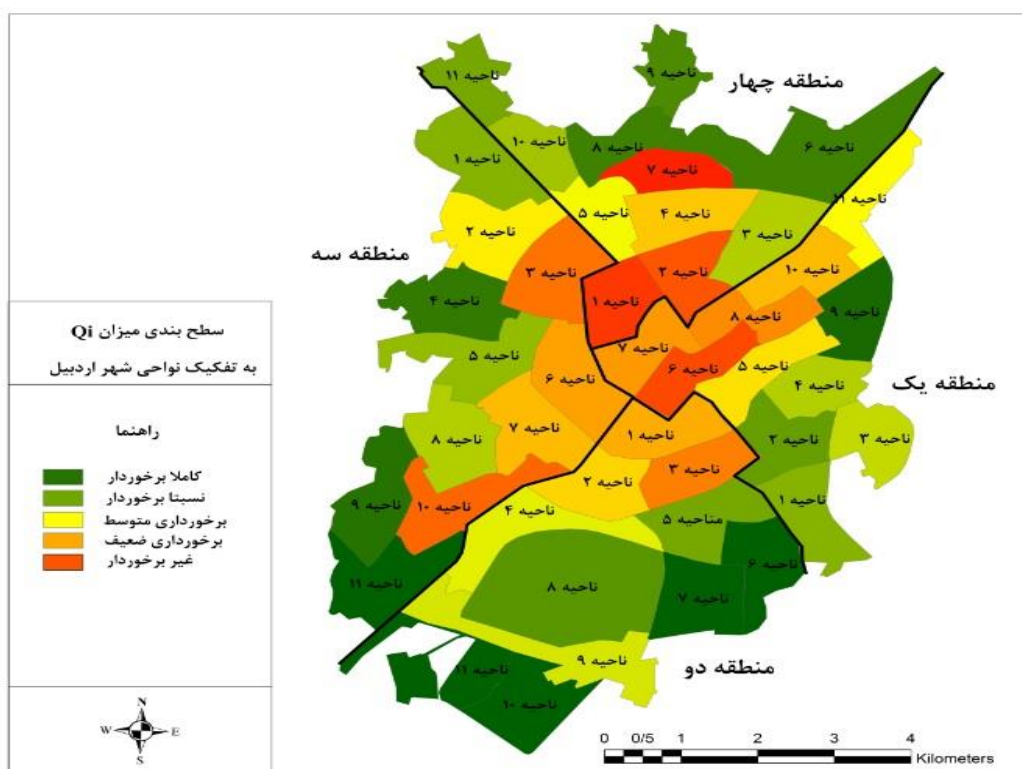 سطح بندی میزان Qi
به تفکیک نواحی شهر اردبیل
راهنما
کاملا برخوردار
نسبتا برخوردار
برخورداری متوسط
برخورداری ضعیف
غیر برخوردار
N
W E
S
منطقه چهار
ناحیه ۱۱
ناحیه ۹
ناحیه ۱۰
ناحیه ۸
ناحیه ۶
ناحیه ۷
ناحیه ۵
ناحیه ۴
ناحیه ۳
ناحیه ۲
ناحیه ۱
منطقه سه
ناحیه ۱
ناحیه ۲
ناحیه ۳
ناحیه ۴
ناحیه ۵
ناحیه ۶
ناحیه ۷
ناحیه ۸
ناحیه ۹
ناحیه ۱۰
ناحیه ۱۱
منطقه یک
ناحیه ۱۱
ناحیه ۱۰
ناحیه ۹
ناحیه ۸
ناحیه ۷
ناحیه ۶
ناحیه ۵
ناحیه ۴
ناحیه ۳
ناحیه ۲
ناحیه ۱
منطقه دو
ناحیه ۱
ناحیه ۲
ناحیه ۳
ناحیه ۴
مناحیه ۵
ناحیه ۶
ناحیه ۷
ناحیه ۸
ناحیه ۹
ناحیه ۱۱
ناحیه ۱۰
0 0/5 1 2 3 4
Kilometers